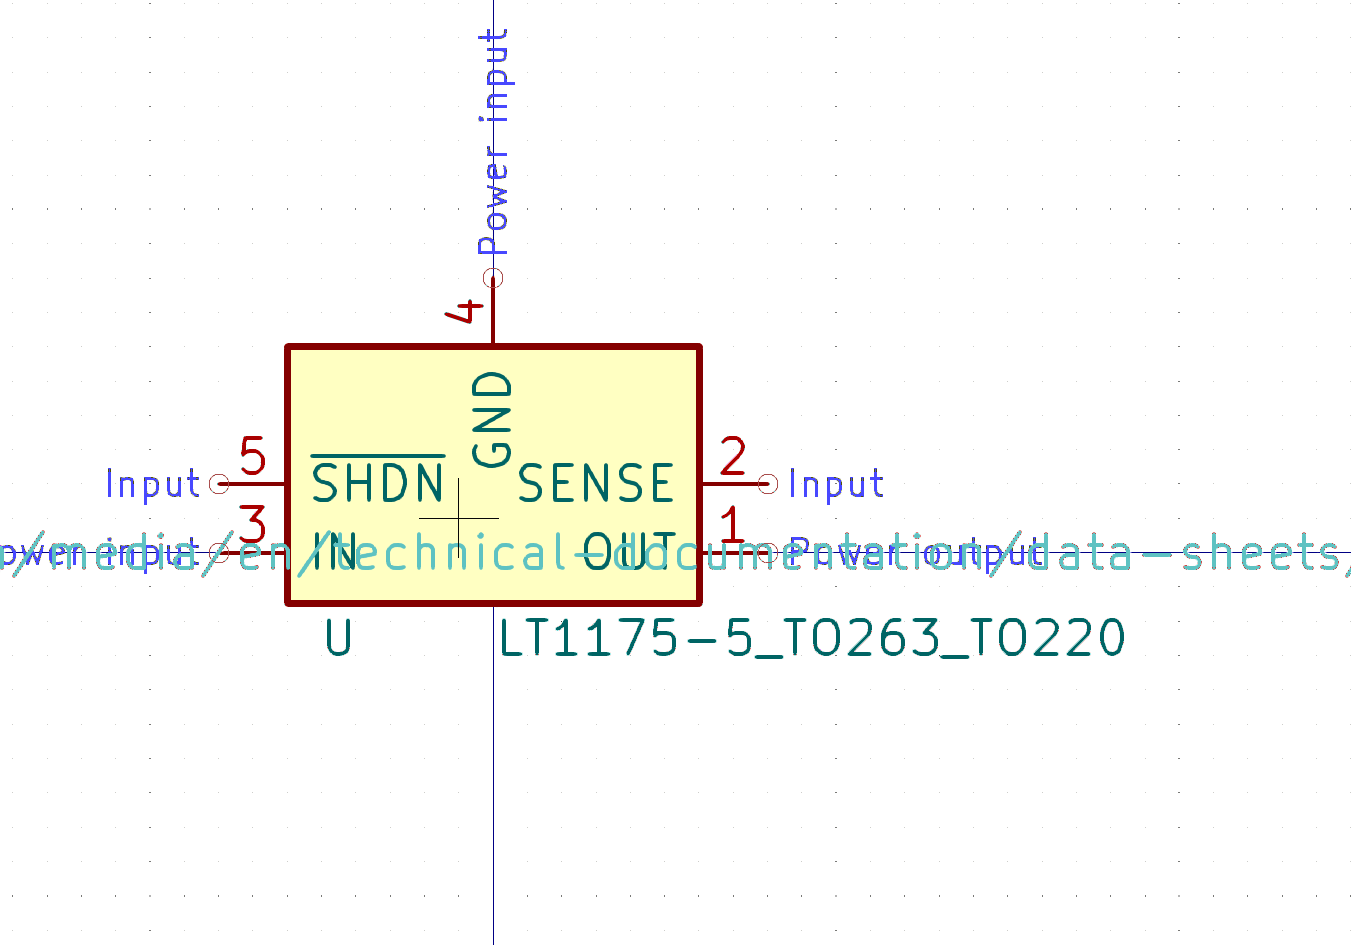 Power input
4
GND
5
2
Input
SHDN
SENSE
Input
3
1
ower input
IN
OUT
Power output
/media/en/technical-documentation/data-sheets/
U
LT1175-5_TO263_TO220